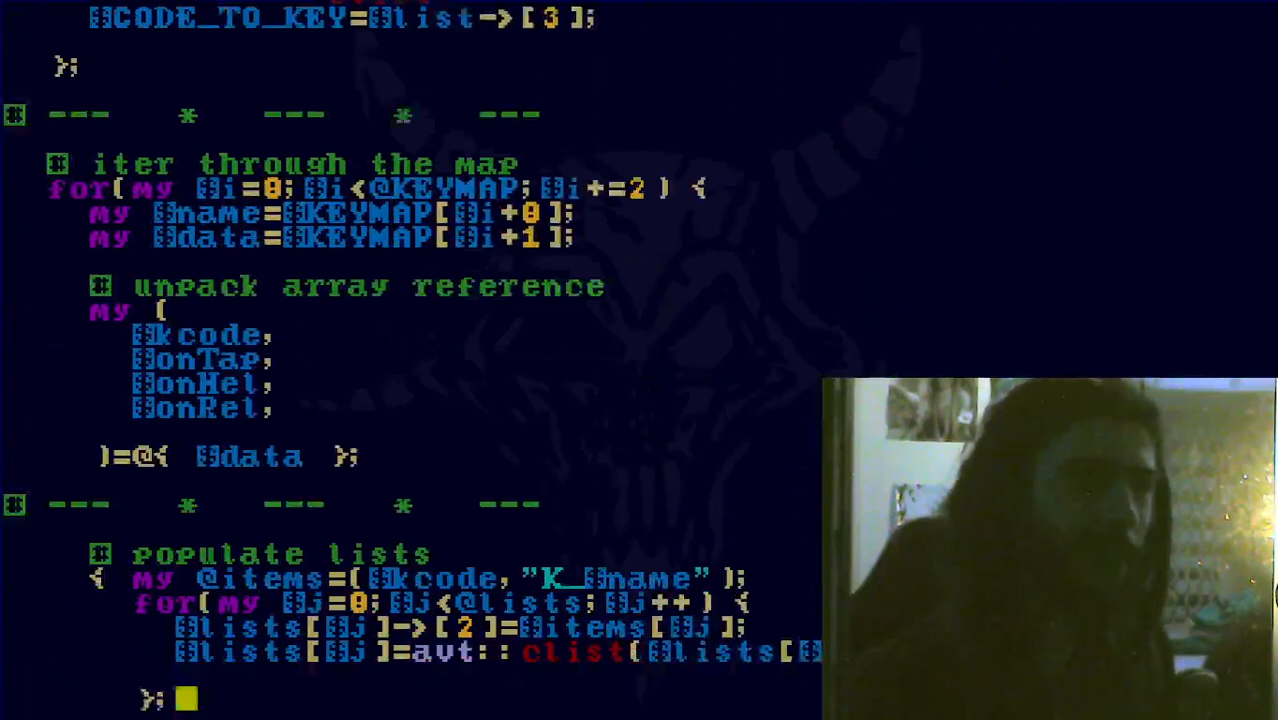 $CODE_TO_KEY=$list->[3];
};
# --- * --- * ---
# iter through the map
for(my $i=0;$i<@KEYMAP;$i+=2) {
my $name=$KEYMAP[$i+0];
my $data=$KEYMAP[$i+1];
# unpack array reference
my (
$kcode,
$onTap,
$onHel,
$onRel,
)=@{ $data };
# --- * --- * ---
# populate lists
{ my @items=($kcode,"K_$name");
for(my $j=0;$j<@lists;$j++) {
$lists[$j]->[2]=$items[$j];
$lists[$j]=avt::clist($lists[$
};